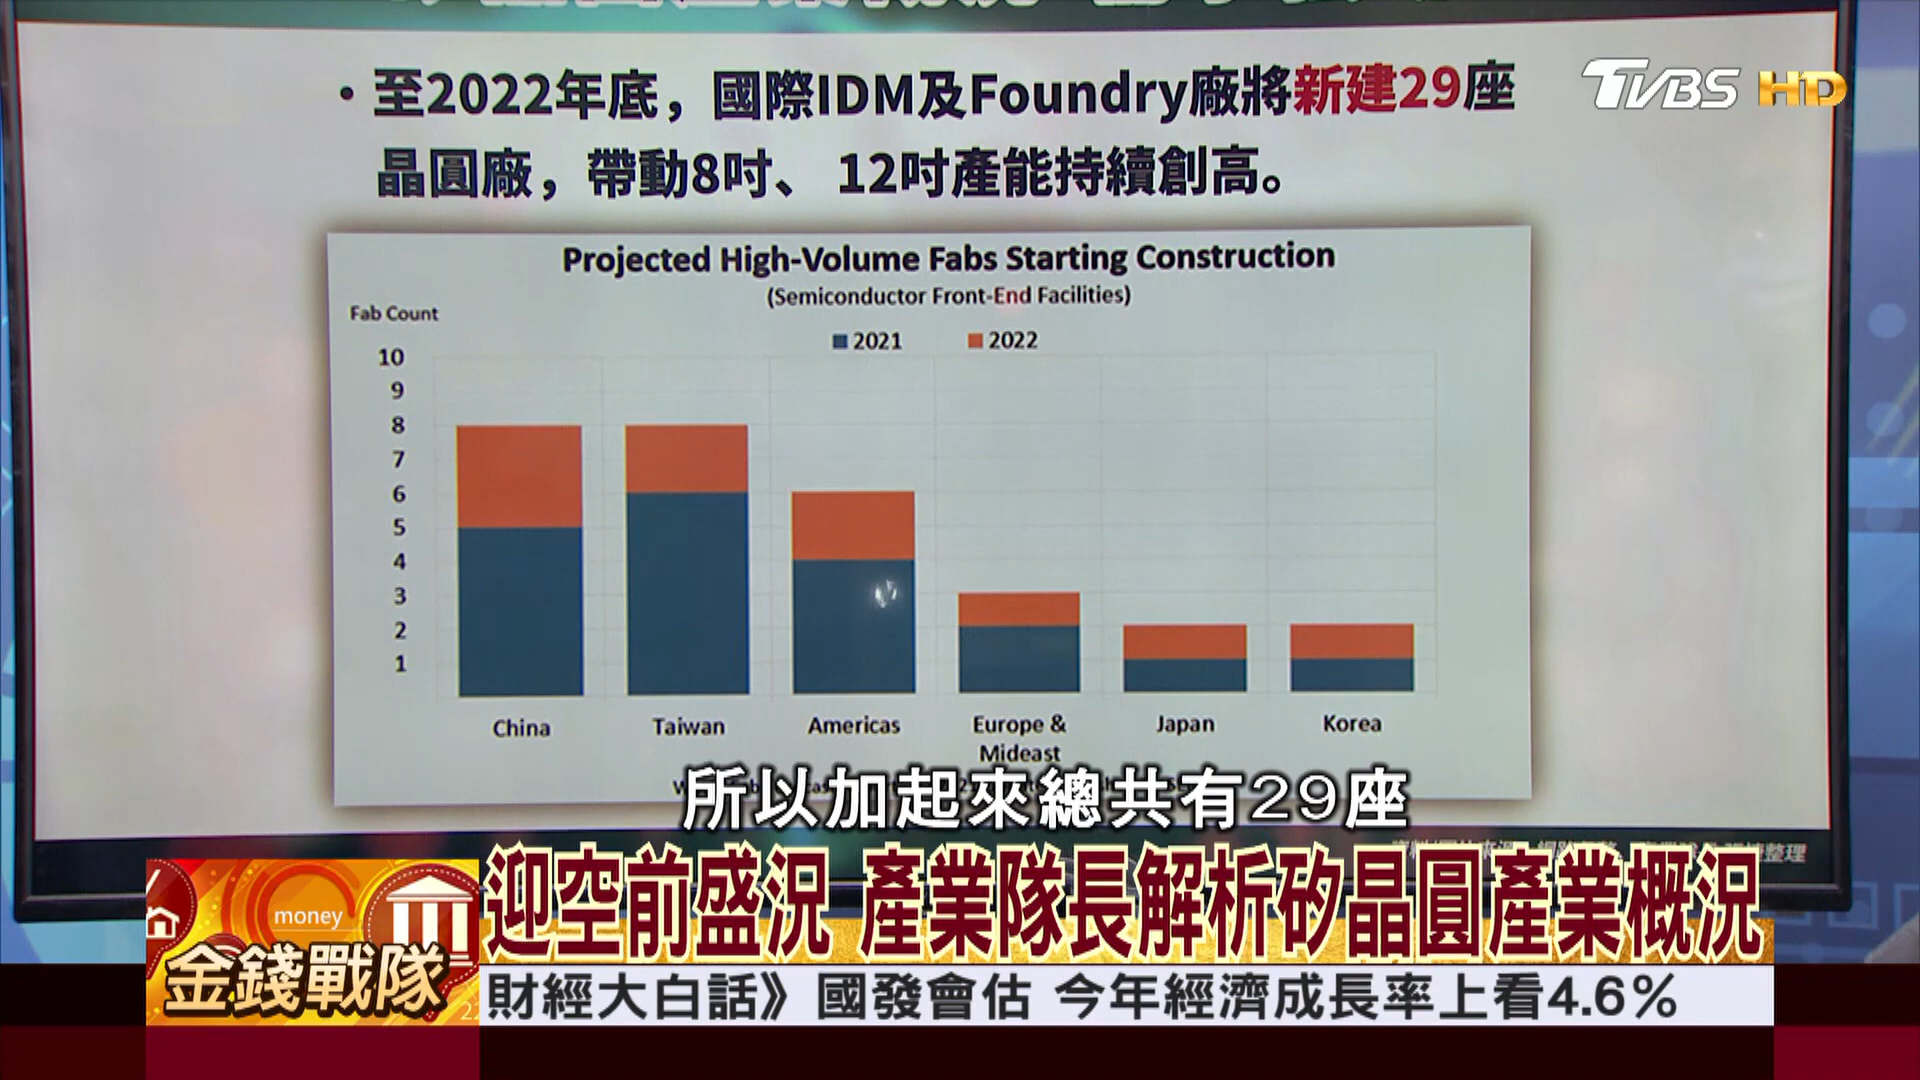 •至2022年底，國際IDM及Foundry廠將新建29座
晶圓廠，帶動8吋、12吋產能持續創高。
TVBS HD
Projected High-Volume Fabs Starting Construction
(Semiconductor Front-End Facilities)
Fab Count
2021 2022
10
9
8
7
6
5
4
3
2
1
China Taiwan Americas Europe & Mideast Japan Korea
所以加起來總共有29座
整理
money
金錢戰隊
迎空前盛況 產業隊長解析矽晶圓產業概況
財經大白話》國發會估 今年經濟成長率上看4.6%